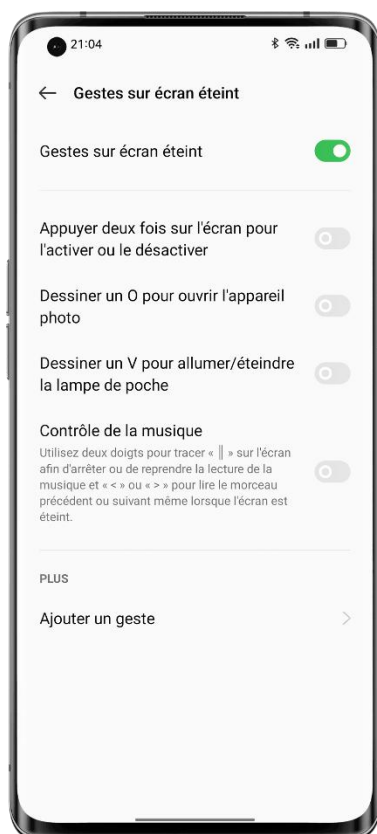 21:04
Gestes sur écran éteint
Gestes sur écran éteint
Appuyer deux fois sur l'écran pour
l'activer ou le désactiver
Dessiner un O pour ouvrir l'appareil
photo
Dessiner un V pour allumer/éteindre
la lampe de poche
Contrôle de la musique
Utilisez deux doigts pour tracer « || » sur l'écran
afin d'arrêter ou de reprendre la lecture de la
musique et « < » ou « > » pour lire le morceau
précédent ou suivant même lorsque l'écran est
éteint.
PLUS
Ajouter un geste